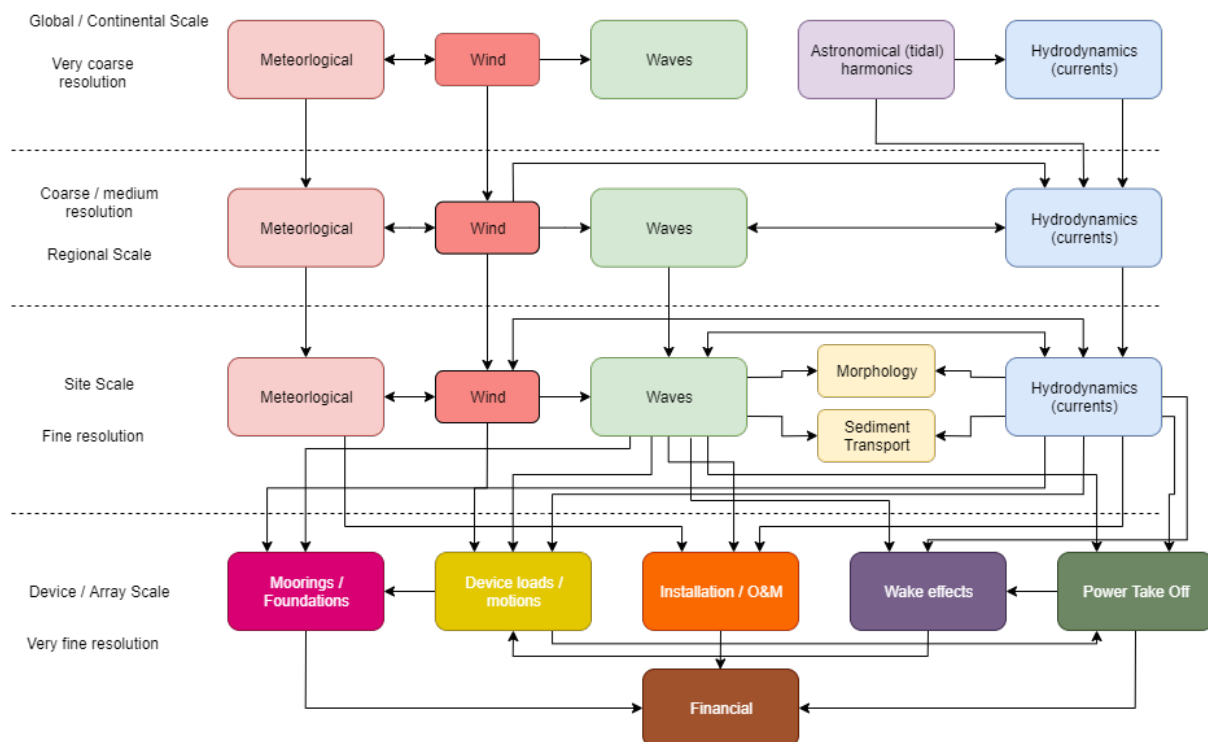 Global / Continental Scale
Very coarse
resolution
Meteorlogical
Wind
Waves
Astronomical (tidal)
harmonics
Hydrodynamics
(currents)
Coarse / medium
resolution
Regional Scale
Meteorlogical
Wind
Waves
Hydrodynamics
(currents)
Site Scale
Fine resolution
Meteorlogical
Wind
Waves
Morphology
Sediment
Transport
Hydrodynamics
(currents)
Device / Array Scale
Very fine resolution
Moorings /
Foundations
Device loads /
motions
Installation / O&M
Wake effects
Power Take Off
Financial